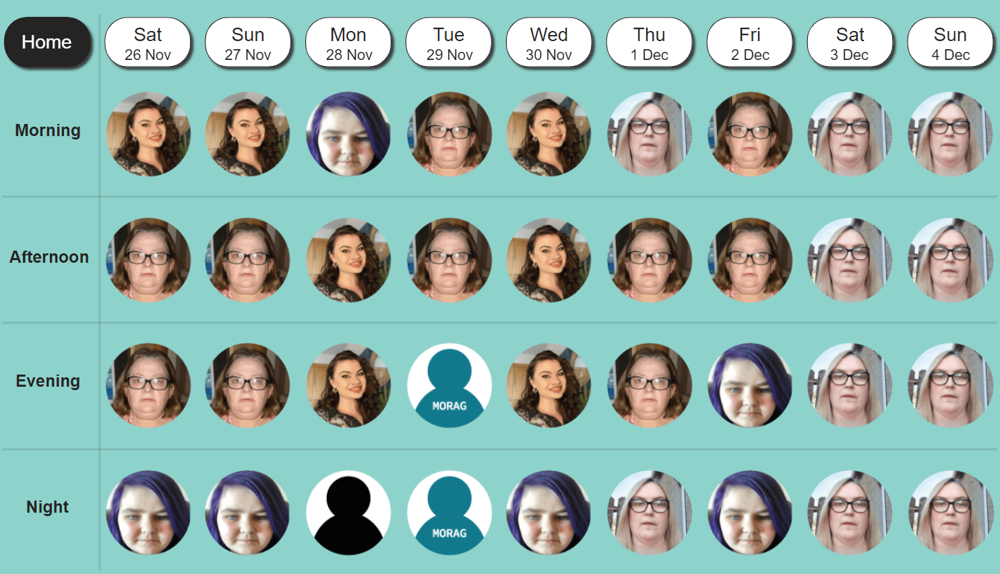 Home
Sat
26 Nov
Sun
27 Nov
Mon
28 Nov
Tue
29 Nov
Wed
30 Nov
Thu
1 Dec
Fri
2 Dec
Sat
3 Dec
Sun
4 Dec
Morning
Afternoon
Evening
MORAG
Night
MORAG